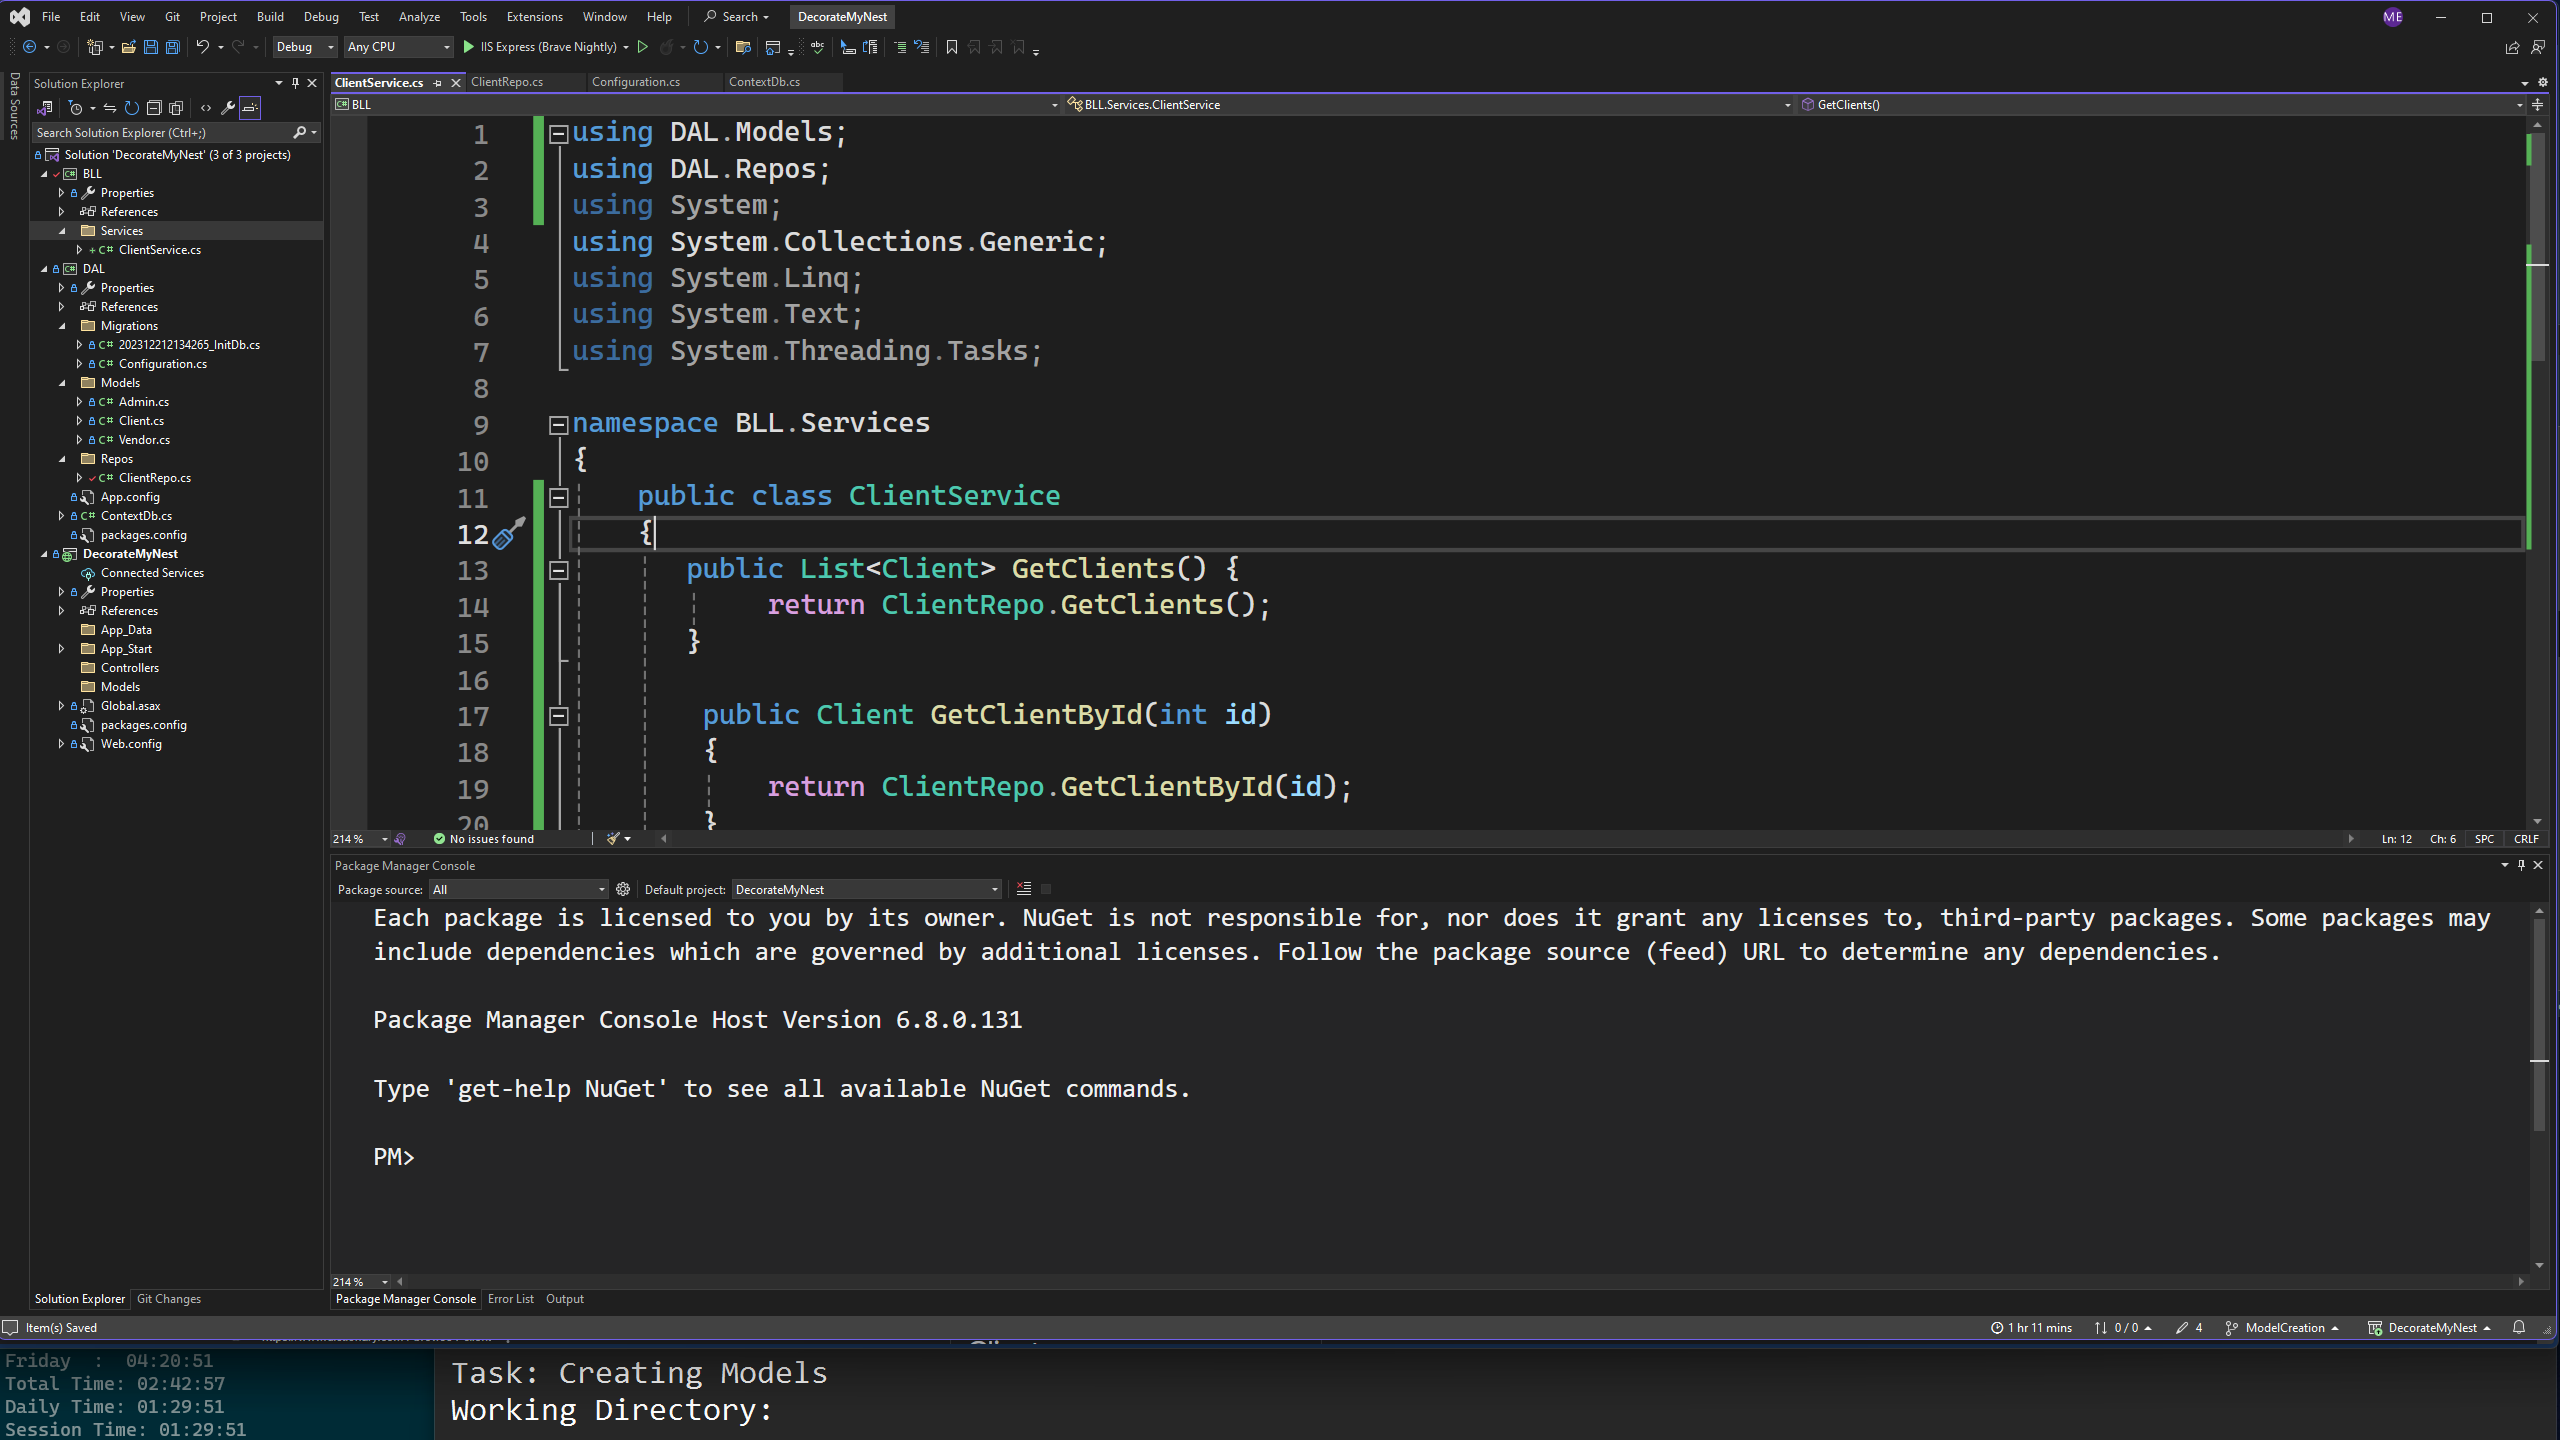 File Edit View Git Project Build Debug Test Analyze Tools Extensions Window Help Search DecorateMyNest ME
Debug Any CPU IIS Express (Brave Nightly)
Data Sources
Solution Explorer
Search Solution Explorer (Ctrl+;)
Solution 'DecorateMyNest' (3 of 3 projects)
BLL
Properties
References
Services
C# ClientService.cs
DAL
Properties
References
Migrations
C# 202312212134265_InitDb.cs
C# Configuration.cs
Models
C# Admin.cs
C# Client.cs
C# Vendor.cs
Repos
C# ClientRepo.cs
App.config
C# ContextDb.cs
packages.config
DecorateMyNest
Connected Services
Properties
References
App_Data
App_Start
Controllers
Models
Global.asax
packages.config
Web.config
Solution Explorer Git Changes
ClientService.cs ClientRepo.cs Configuration.cs ContextDb.cs
C# BLL BLL.Services.ClientService GetClients()
1 using DAL.Models;
2 using DAL.Repos;
3 using System;
4 using System.Collections.Generic;
5 using System.Linq;
6 using System.Text;
7 using System.Threading.Tasks;
8
9 namespace BLL.Services
10 {
11 public class ClientService
12 {
13 public List<Client> GetClients() {
14 return ClientRepo.GetClients();
15 }
16
17 public Client GetClientById(int id)
18 {
19 return ClientRepo.GetClientById(id);
20 }
214 % No issues found Ln: 12 Ch: 6 SPC CRLF
Package Manager Console
Package source: All Default project: DecorateMyNest
Each package is licensed to you by its owner. NuGet is not responsible for, nor does it grant any licenses to, third-party packages. Some packages may
include dependencies which are governed by additional licenses. Follow the package source (feed) URL to determine any dependencies.
Package Manager Console Host Version 6.8.0.131
Type 'get-help NuGet' to see all available NuGet commands.
PM>
214 %
Package Manager Console Error List Output
Item(s) Saved 1 hr 11 mins 0 / 0 4 ModelCreation DecorateMyNest
Friday : 04:20:51
Total Time: 02:42:57
Daily Time: 01:29:51
Session Time: 01:29:51
Task: Creating Models
Working Directory: